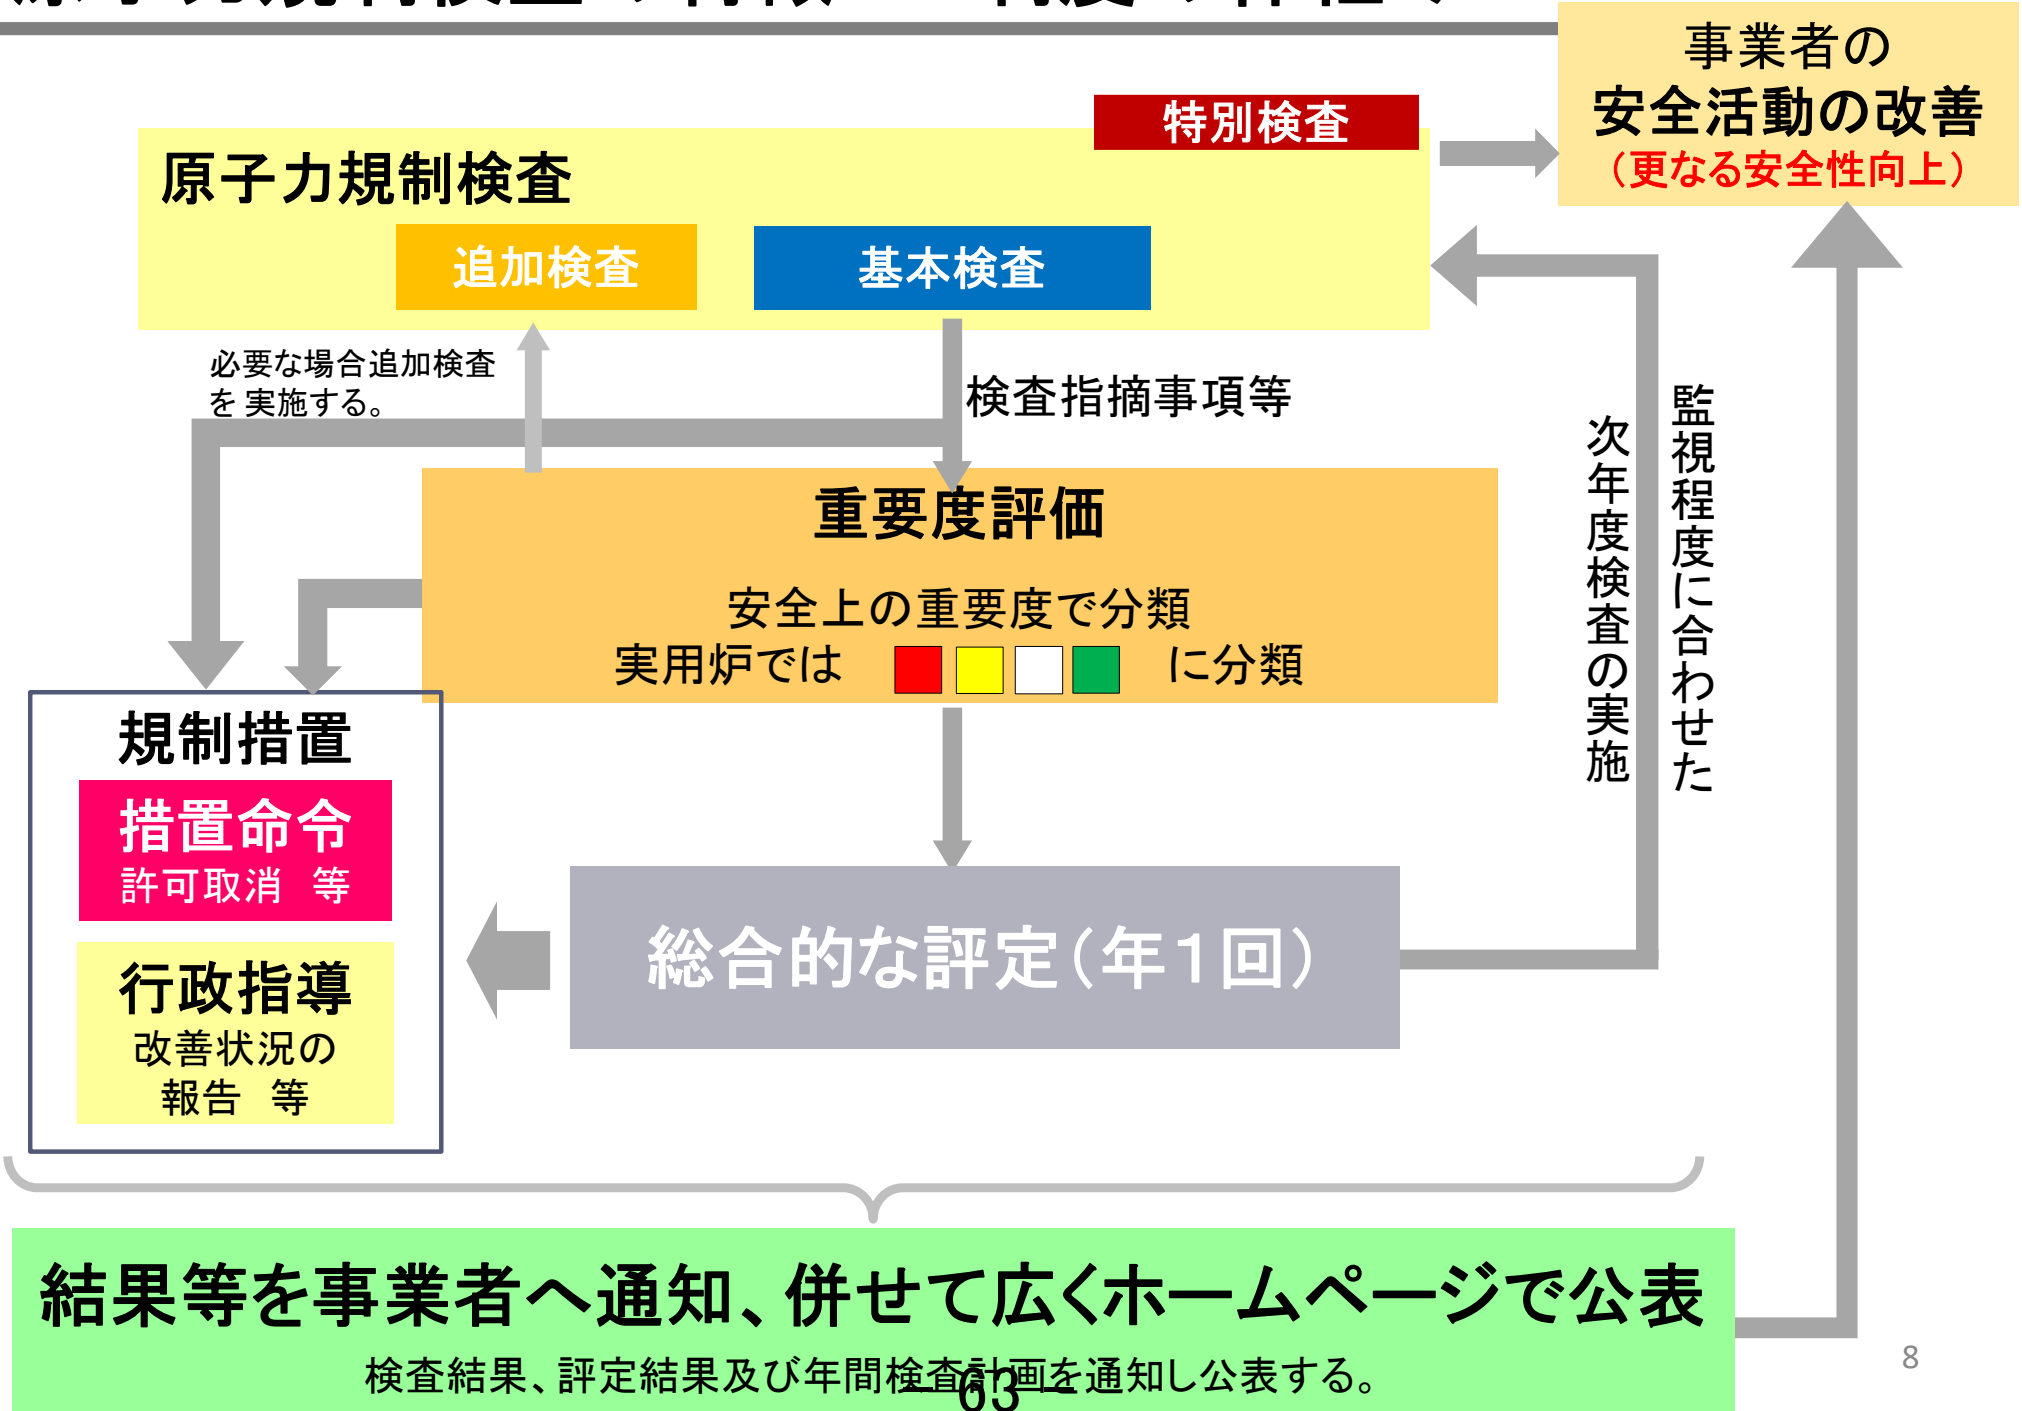 事業者の
安全活動の改善
（更なる安全性向上）
特別検査
原子力規制検査
追加検査
基本検査
必要な場合追加検査
を 実施する。
検査指摘事項等
監視程度に合わせた
次年度検査の実施
重要度評価
安全上の重要度で分類
実用炉では に分類
規制措置
措置命令
許可取消　等
行政指導
改善状況の
報告　等
総合的な評定（年１回）
結果等を事業者へ通知、併せて広くホームページで公表
検査結果、評定結果及び年間検査計画を通知し公表する。
－ 63 －
8